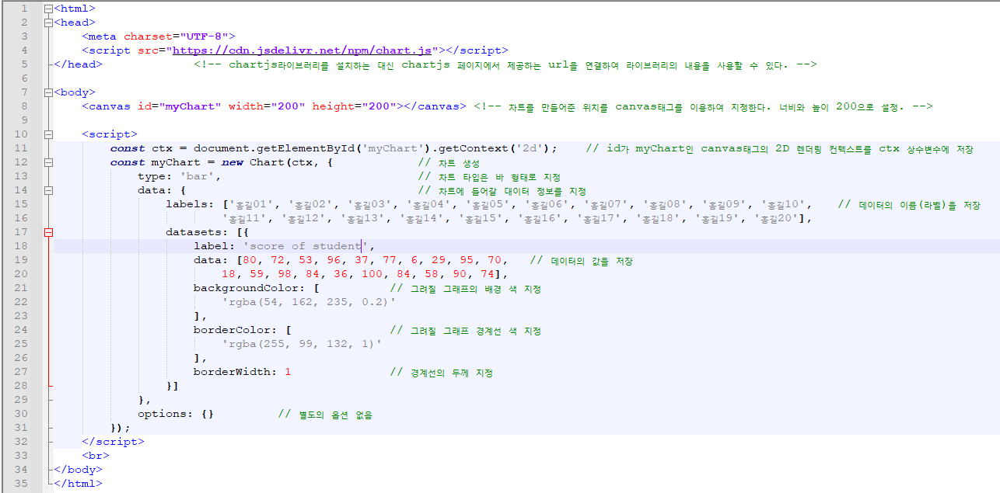 1 <html>
2 <head>
3 <meta charset="UTF-8">
4 <script src="https://cdn.jsdelivr.net/npm/chart.js"></script>
5 </head> <!-- chartjs라이브러리를 설치하는 대신 chartjs 페이지에서 제공하는 url을 연결하여 라이브러리의 내용을 사용할 수 있다. -->
6
7 <body>
8 <canvas id="myChart" width="200" height="200"></canvas> <!-- 차트를 만들어준 위치를 canvas태그를 이용하여 지정한다. 너비와 높이 200으로 설정. -->
9
10 <script>
11 const ctx = document.getElementById('myChart').getContext('2d'); // id가 myChart인 canvas태그의 2D 렌더링 컨텍스트를 ctx 상수변수에 저장
12 const myChart = new Chart(ctx, { // 차트 생성
13 type: 'bar', // 차트 타입은 바 형태로 지정
14 data: { // 차트에 들어갈 데이터 정보를 지정
15 labels: ['홍길01', '홍길02', '홍길03', '홍길04', '홍길05', '홍길06', '홍길07', '홍길08', '홍길09', '홍길10', // 데이터의 이름(라벨)을 저장
16 '홍길11', '홍길12', '홍길13', '홍길14', '홍길15', '홍길16', '홍길17', '홍길18', '홍길19', '홍길20'],
17 datasets: [{
18 label: 'score of student',
19 data: [80, 72, 53, 96, 37, 77, 6, 29, 95, 70, // 데이터의 값을 저장
20 18, 59, 98, 84, 36, 100, 84, 58, 90, 74],
21 backgroundColor: [ // 그려질 그래프의 배경 색 지정
22 'rgba(54, 162, 235, 0.2)'
23 ],
24 borderColor: [ // 그려질 그래프 경계선 색 지정
25 'rgba(255, 99, 132, 1)'
26 ],
27 borderWidth: 1 // 경계선의 두께 지정
28 }]
29 },
30 options: {} // 별도의 옵션 없음
31 });
32 </script>
33 <br>
34 </body>
35 </html>